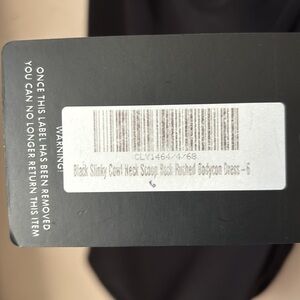 ONCE THIS LABEL HAS BEEN REMOVED
YOU CAN NO LONGER RETURN THIS ITEM
WARNING!
CLV1464/4/68
Black Slinky Cowl Neck Scoop Back Ruched Bodycon Dress - 6